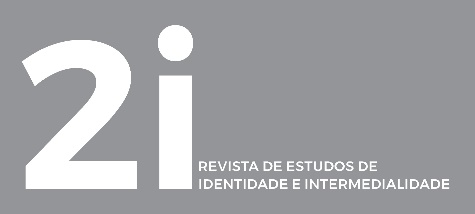 2i
REVISTA DE ESTUDOS DE
IDENTIDADE E INTERMEDIALIDADE